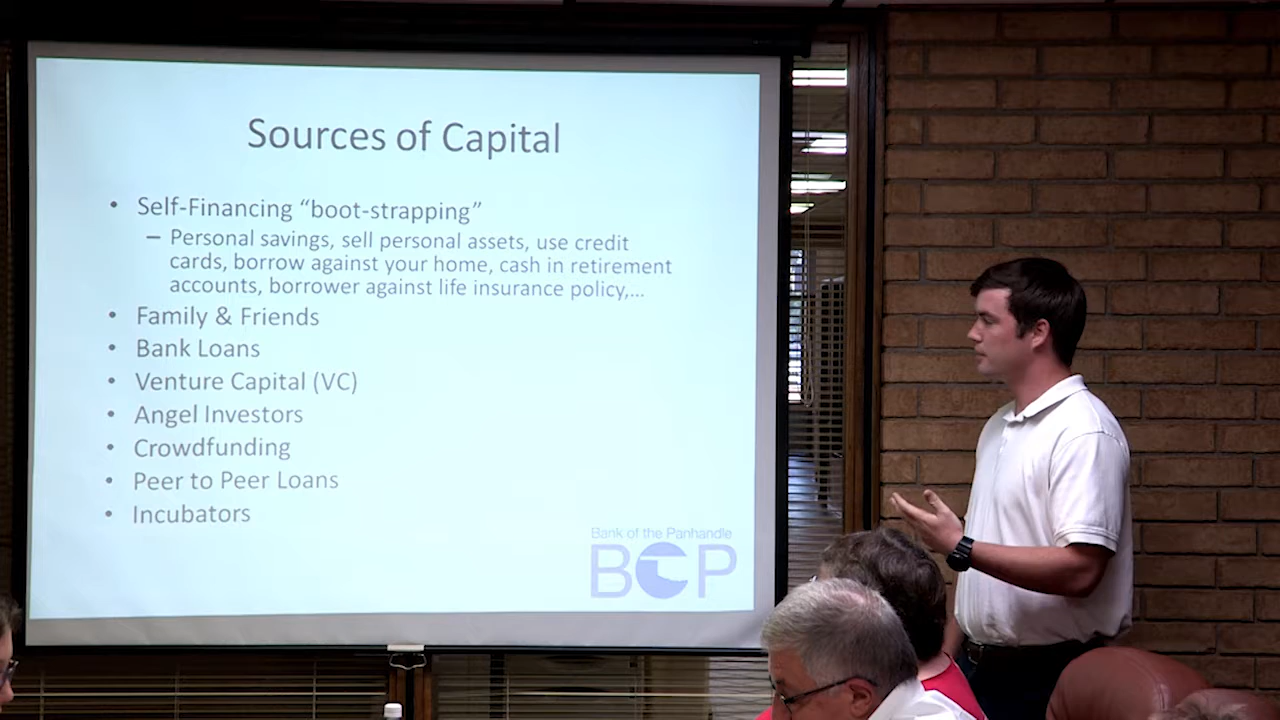 Sources of Capital
• Self-Financing “boot-strapping”
– Personal savings, sell personal assets, use credit
cards, borrow against your home, cash in retirement
accounts, borrower against life insurance policy,...
• Family & Friends
• Bank Loans
• Venture Capital (VC)
• Angel Investors
• Crowdfunding
• Peer to Peer Loans
• Incubators
Bank of the Panhandle
BOP